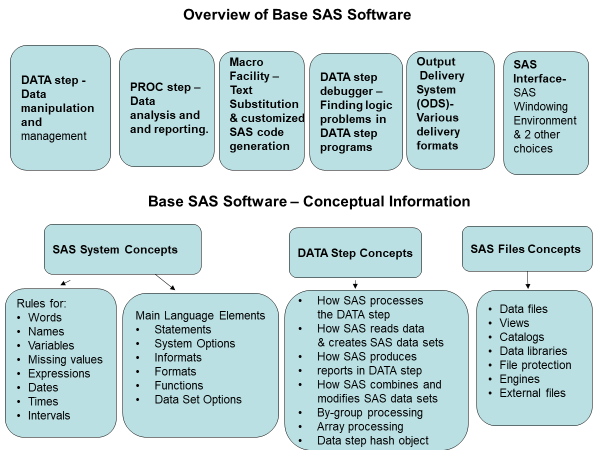 Overview of Base SAS Software
DATA step -
Data
manipulation
and
management
PROC step –
Data
analysis and
and reporting.
Macro
Facility –
Text
Substitution
& customized
SAS code
generation
DATA step
debugger –
Finding logic
problems in
DATA step
programs
Output
Delivery
System
(ODS)-
Various
delivery
formats
SAS
Interface-
SAS
Windowing
Environment
& 2 other
choices
Base SAS Software – Conceptual Information
SAS System Concepts
DATA Step Concepts
SAS Files Concepts
Rules for:
• Words
• Names
• Variables
• Missing values
• Expressions
• Dates
• Times
• Intervals
Main Language Elements
• Statements
• System Options
• Informats
• Formats
• Functions
• Data Set Options
• How SAS processes
the DATA step
• How SAS reads data
& creates SAS data sets
• How SAS produces
• reports in DATA step
• How SAS combines and
modifies SAS data sets
• By-group processing
• Array processing
• Data step hash object
• Data files
• Views
• Catalogs
• Data libraries
• File protection
• Engines
• External files